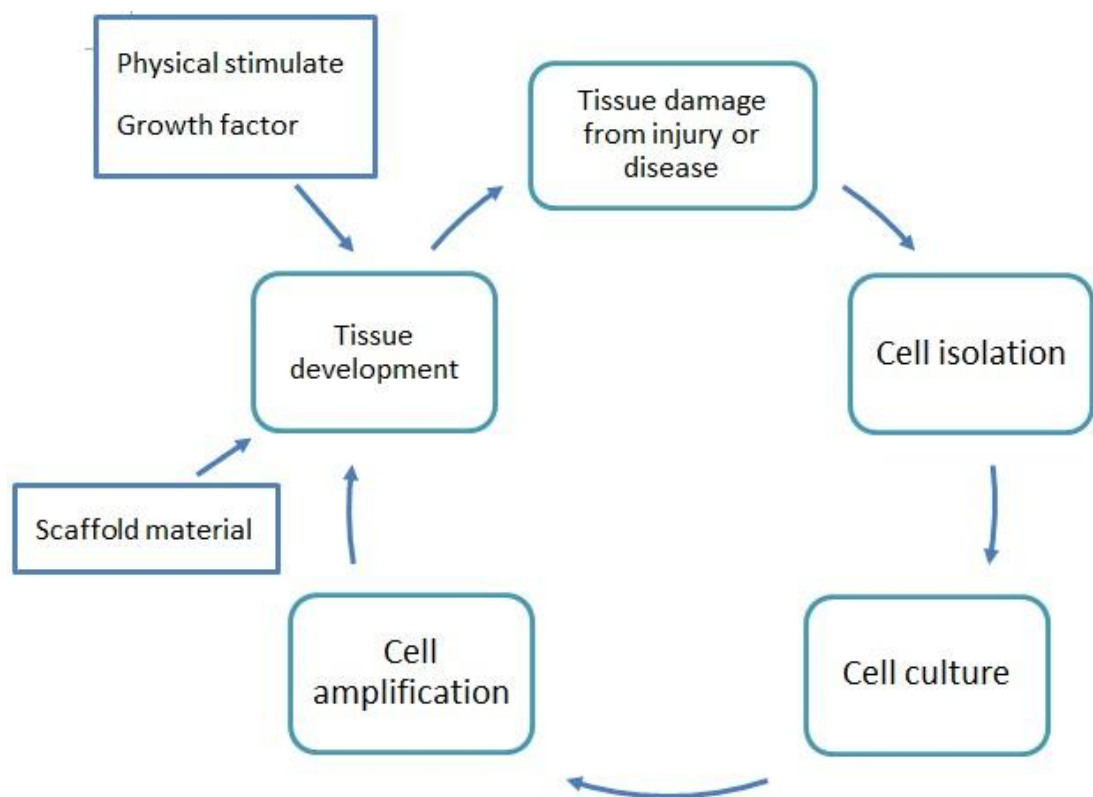 Physical stimulate
Growth factor
Tissue damage
from injury or
disease
Tissue
development
Cell isolation
Scaffold material
Cell
amplification
Cell culture